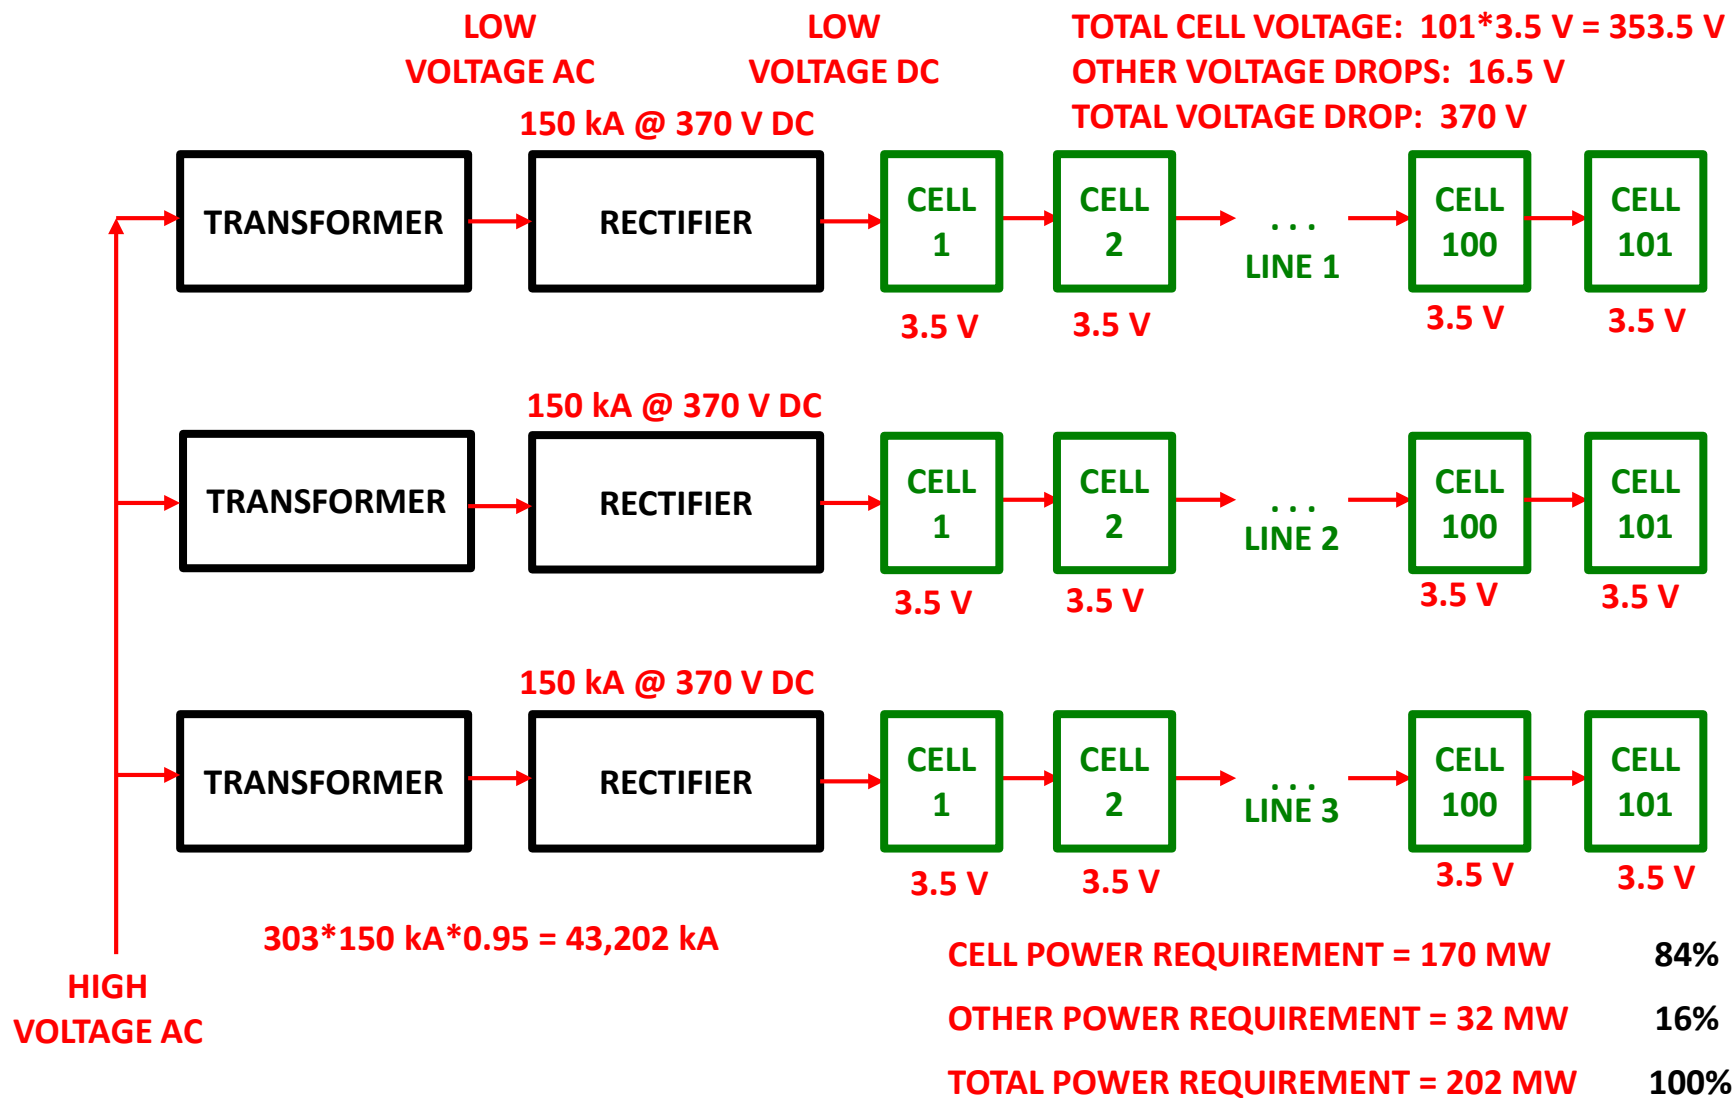 LOW
VOLTAGE AC
LOW
VOLTAGE DC
TOTAL CELL VOLTAGE: 101*3.5 V = 353.5 V
OTHER VOLTAGE DROPS: 16.5 V
TOTAL VOLTAGE DROP: 370 V
150 kA @ 370 V DC
TRANSFORMER
RECTIFIER
CELL
1
CELL
2
. . .
LINE 1
CELL
100
CELL
101
3.5 V
3.5 V
3.5 V
3.5 V
150 kA @ 370 V DC
TRANSFORMER
RECTIFIER
CELL
1
CELL
2
. . .
LINE 2
CELL
100
CELL
101
3.5 V
3.5 V
3.5 V
3.5 V
150 kA @ 370 V DC
TRANSFORMER
RECTIFIER
CELL
1
CELL
2
. . .
LINE 3
CELL
100
CELL
101
3.5 V
3.5 V
3.5 V
3.5 V
303*150 kA*0.95 = 43,202 kA
HIGH
VOLTAGE AC
CELL POWER REQUIREMENT = 170 MW 84%
OTHER POWER REQUIREMENT = 32 MW 16%
TOTAL POWER REQUIREMENT = 202 MW 100%